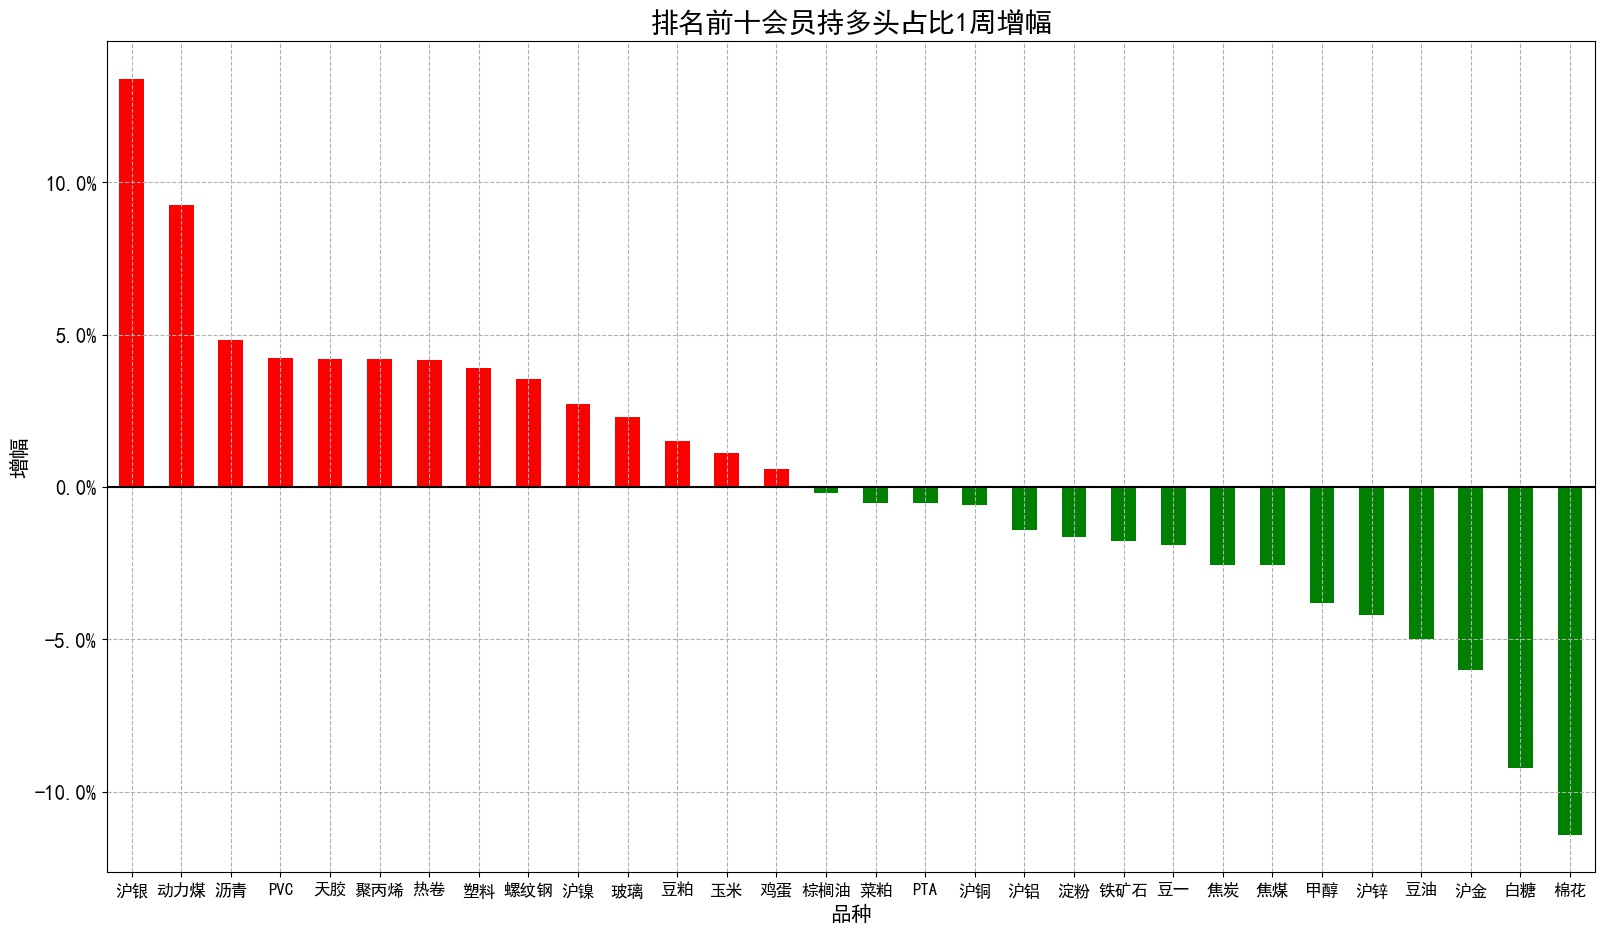 排名前十会员持多头占比1周增幅
增幅
10.0%
5.0%
0.0%
−5.0%
−10.0%
沪银 动力煤 沥青 PVC 天胶 聚丙烯 热卷 塑料 螺纹钢 沪镍 玻璃 豆粕 玉米 鸡蛋 棕榈油 菜粕 PTA 沪铜 沪铝 淀粉 铁矿石 豆一 焦炭 焦煤 甲醇 沪锌 豆油 沪金 白糖 棉花
品种